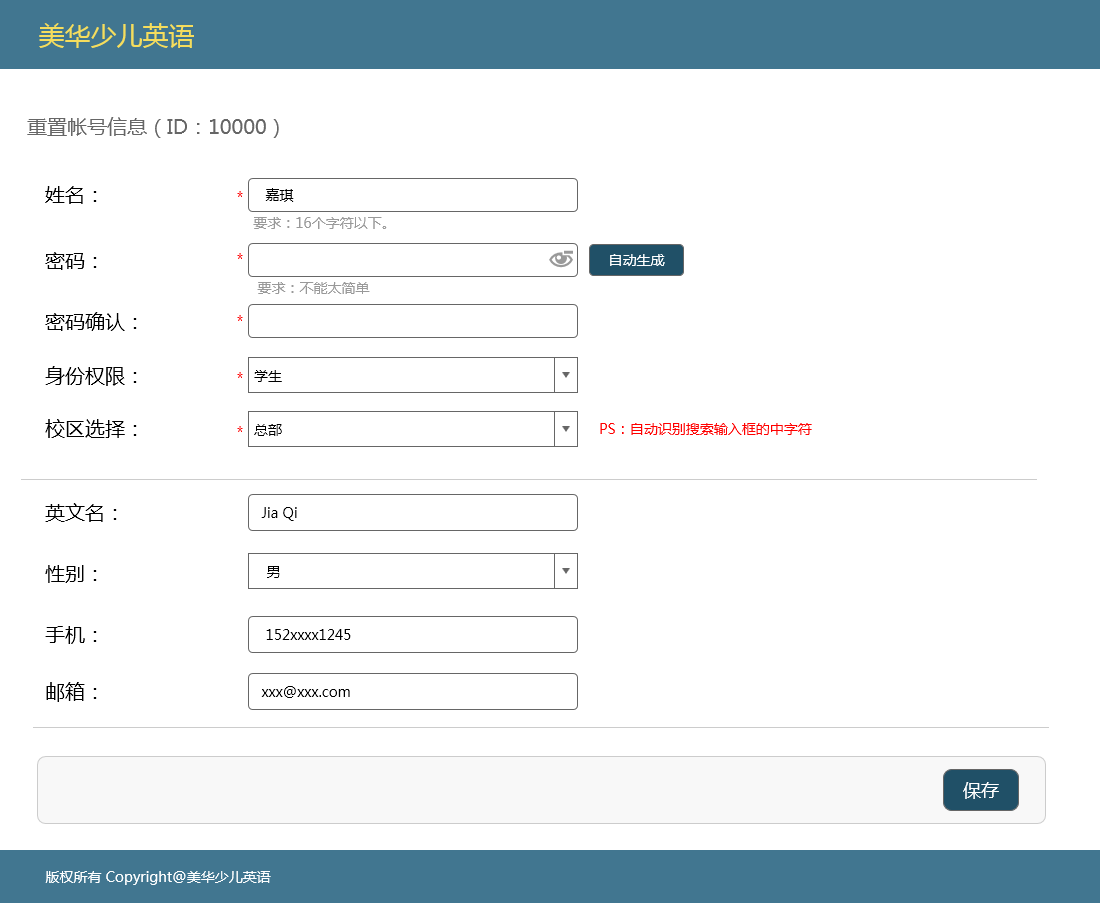 美华少儿英语
重置帐号信息（ID：10000）
姓名： * 嘉琪
要求：16个字符以下。
密码： * 自动生成
要求：不能太简单
密码确认： *
身份权限： * 学生
校区选择： * 总部 PS：自动识别搜索输入框的中字符
英文名： Jia Qi
性别： 男
手机： 152xxxx1245
邮箱： xxx@xxx.com
保存
版权所有 Copyright@美华少儿英语